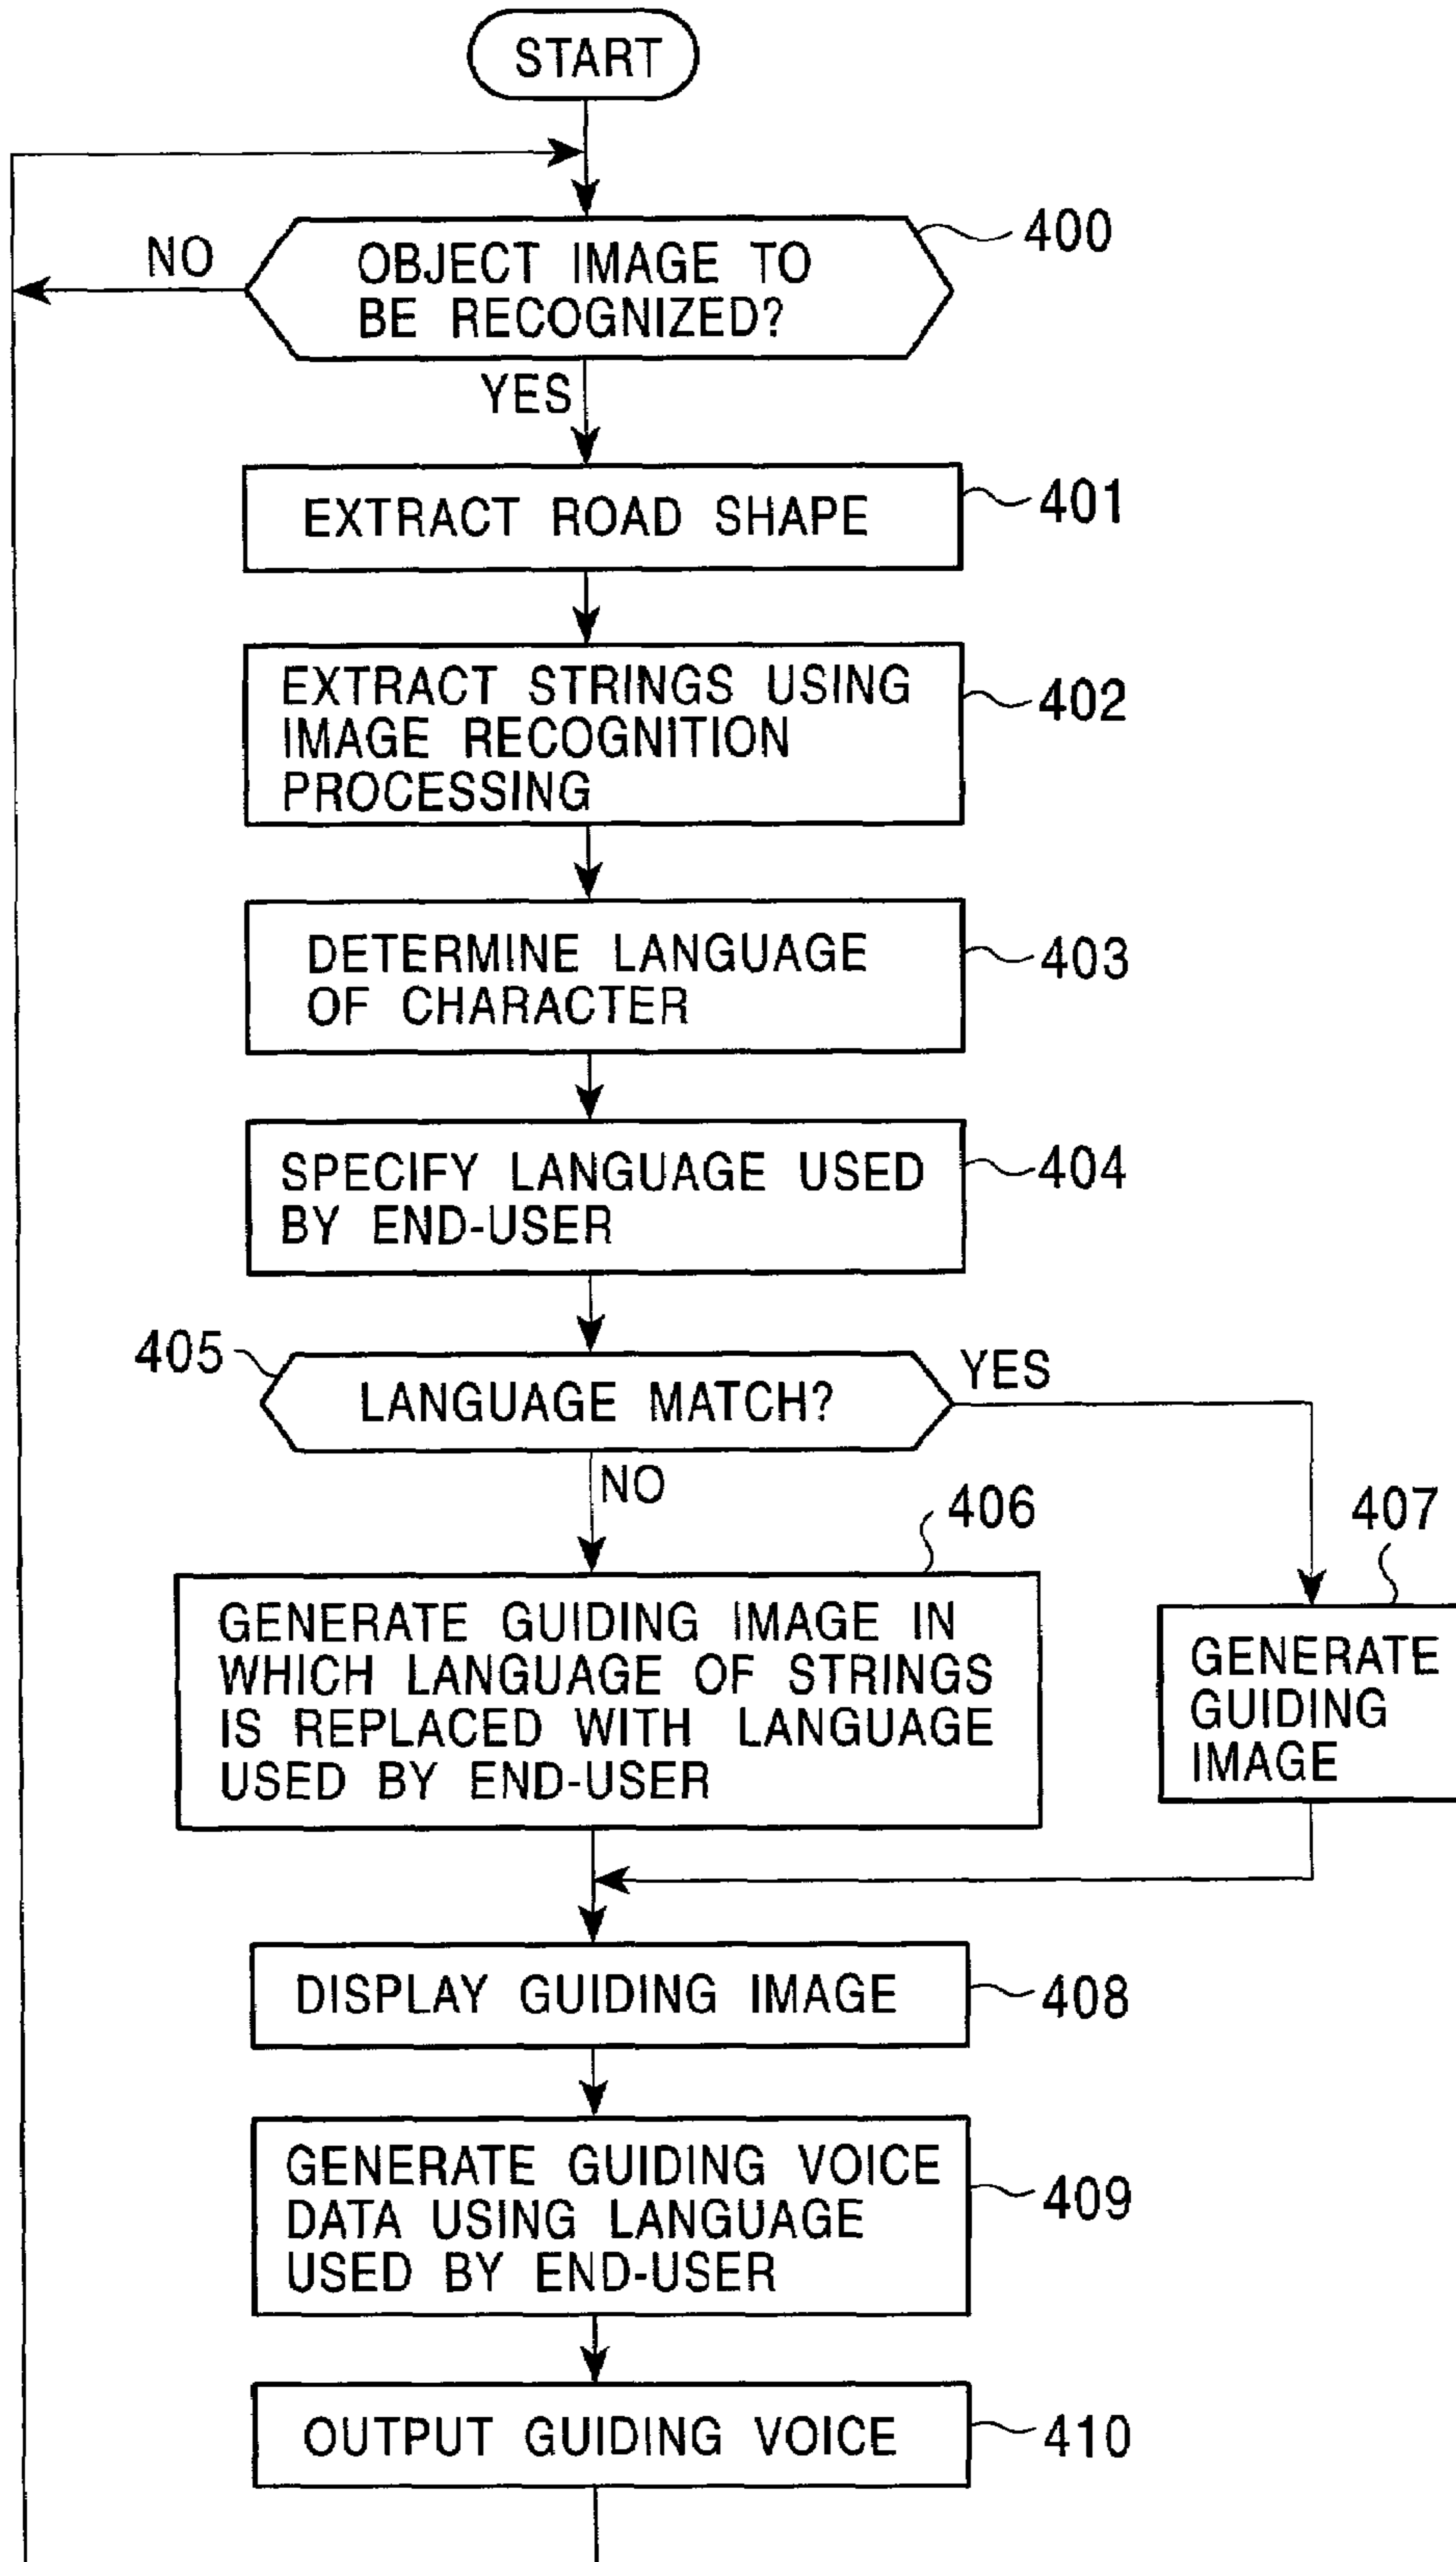 START
NO
OBJECT IMAGE TO
BE RECOGNIZED?
400
YES
EXTRACT ROAD SHAPE
401
EXTRACT STRINGS USING
IMAGE RECOGNITION
PROCESSING
402
DETERMINE LANGUAGE
OF CHARACTER
403
SPECIFY LANGUAGE USED
BY END-USER
404
405
LANGUAGE MATCH?
YES
NO
406
GENERATE GUIDING IMAGE IN
WHICH LANGUAGE OF STRINGS
IS REPLACED WITH LANGUAGE
USED BY END-USER
407
GENERATE
GUIDING
IMAGE
DISPLAY GUIDING IMAGE
408
GENERATE GUIDING VOICE
DATA USING LANGUAGE
USED BY END-USER
409
OUTPUT GUIDING VOICE
410